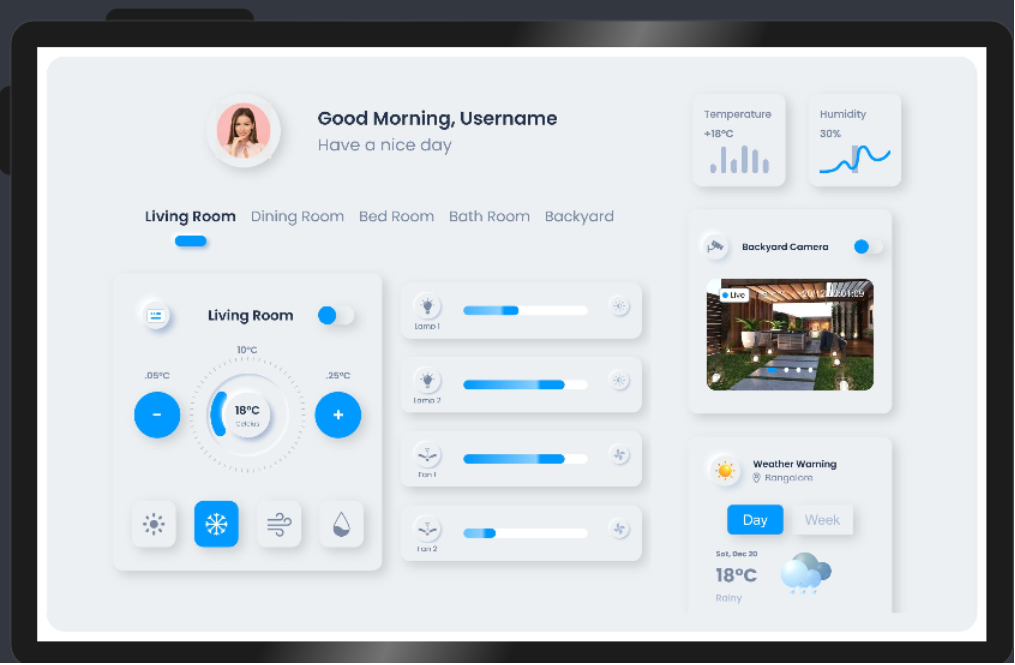 Good Morning, Username
Have a nice day
Temperature
+18°C
Humidity
30%
Living Room Dining Room Bed Room Bath Room Backyard
Living Room
10°C
.05°C
.25°C
-
+
18°C
Celcius
Lamp 1
Lamp 2
Fan 1
Fan 2
Backyard Camera
Live
Weather Warning
Bangalore
Day Week
Sat, Dec 20
18°C
Rainy